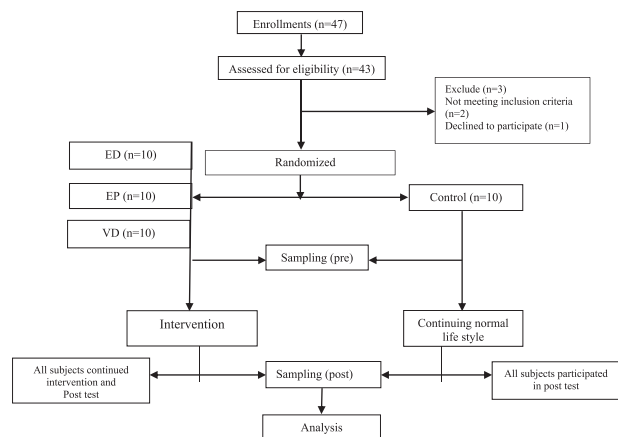 Enrollments (n=47)
Assessed for eligibility (n=43)
Exclude (n=3)
Not meeting inclusion criteria
(n=2)
Declined to participate (n=1)
ED (n=10)
Randomized
EP (n=10)
Control (n=10)
VD (n=10)
Sampling (pre)
Intervention
Continuing normal
life style
All subjects continued
intervention and
Post test
Sampling (post)
All subjects participated
in post test
Analysis